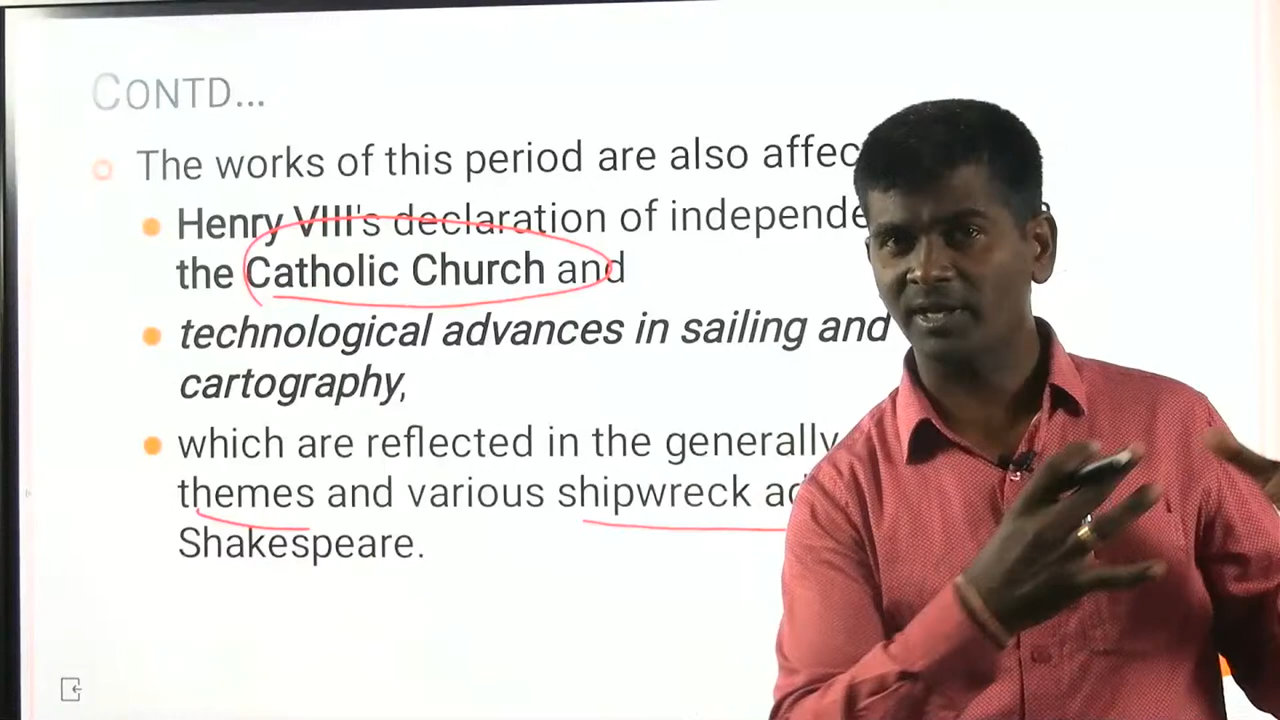 CONTD...
The works of this period are also affec
Henry VIII's declaration of independe
the Catholic Church and
technological advances in sailing and
cartography,
which are reflected in the generally
themes and various shipwreck ad
Shakespeare.